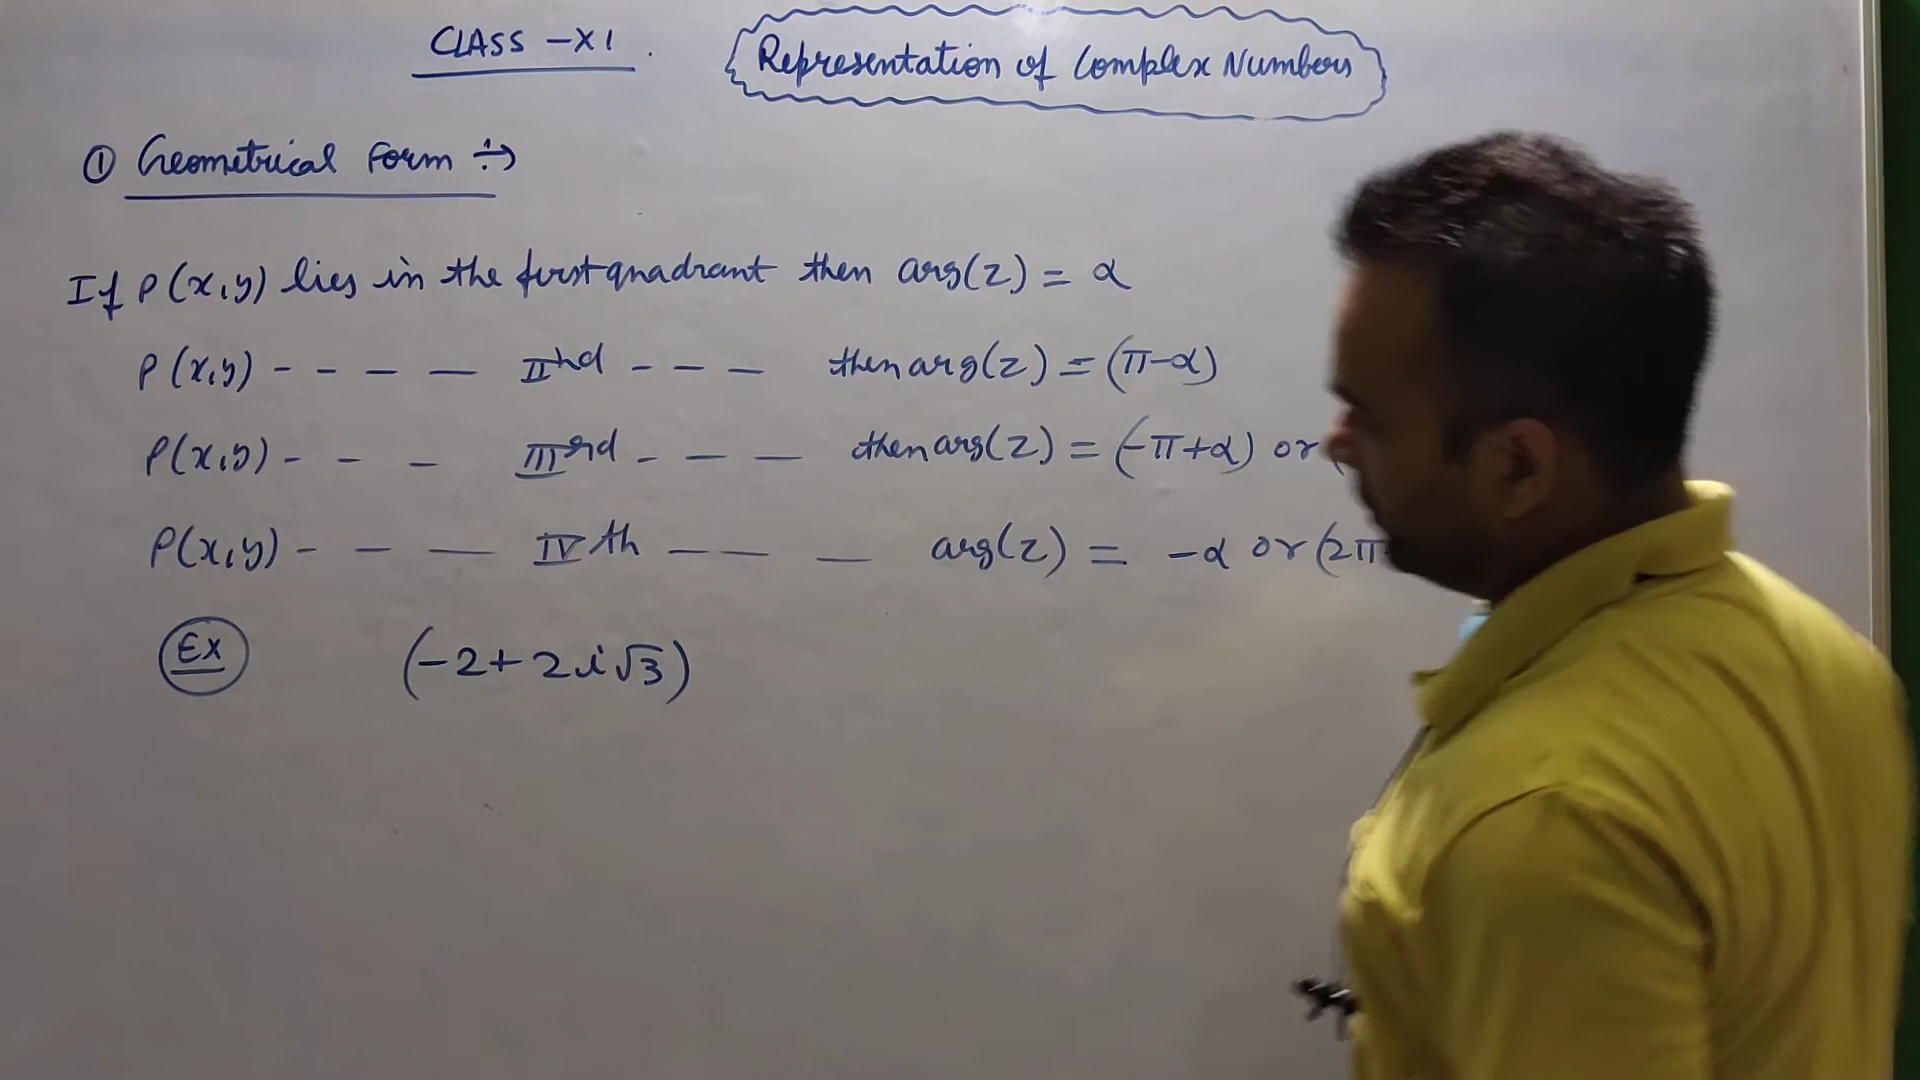 CLASS -XI.
Representation of Complex Numbers
① Geometrical Form ÷→
If P(x,y) lies in the first quadrant then arg(z) = α
P(x,y) - - - - IInd - - - then arg(z) = (π-α)
P(x,y) - - - IIIrd - - - then arg(z) = (-π+α) or (
P(x,y) - - - IVth - - - arg(z) = -α or (2π
Ex (-2+2i√3)